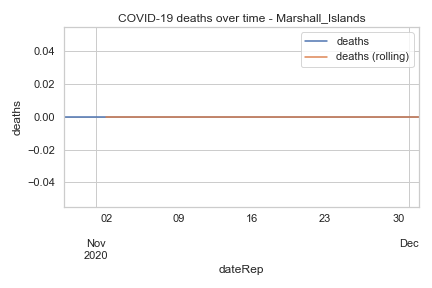 COVID-19 deaths over time - Marshall_Islands
deaths
deaths (rolling)
deaths
0.04
0.02
0.00
−0.02
−0.04
02
09
16
23
30
Nov
2020
Dec
dateRep